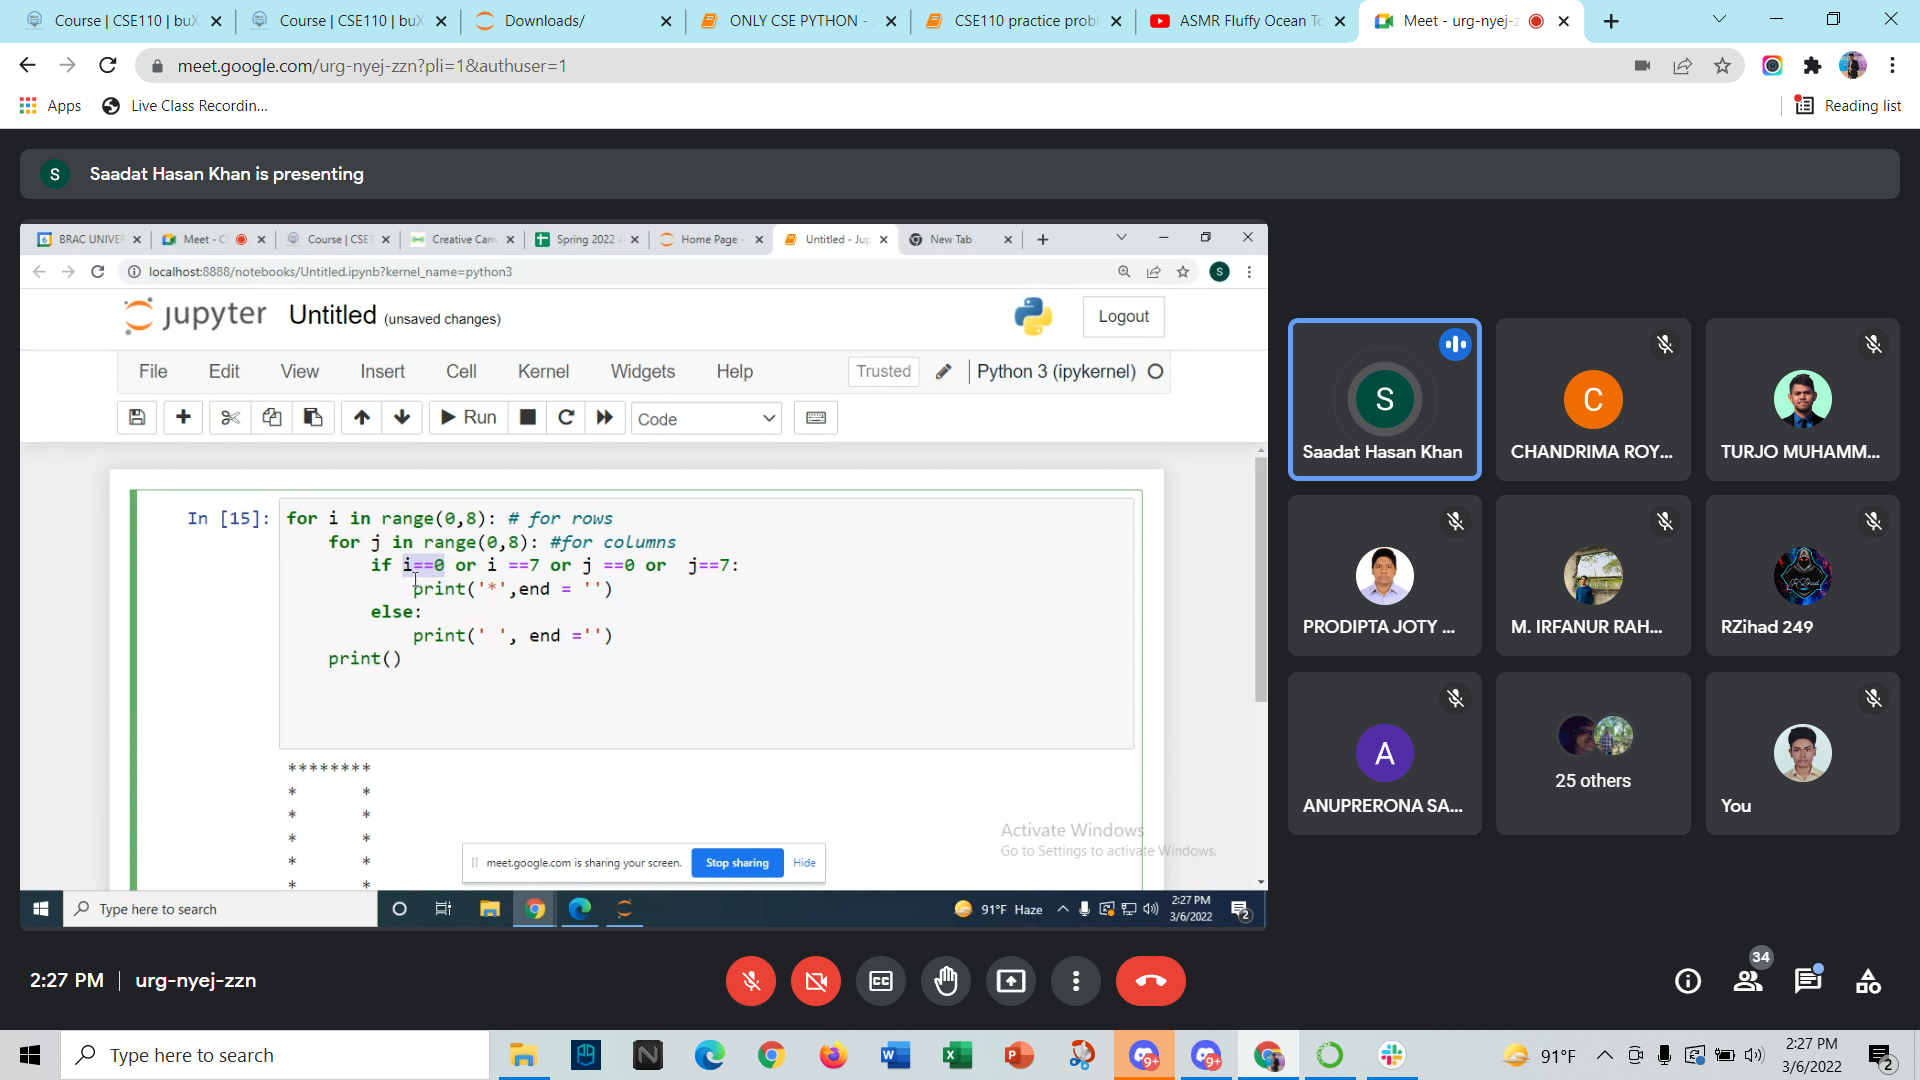 Course | CSE110 | buX
Course | CSE110 | buX
Downloads/
ONLY CSE PYTHON -
CSE110 practice prob
ASMR Fluffy Ocean To
Meet - urg-nyej-z
meet.google.com/urg-nyej-zzn?pli=1&authuser=1
Apps
Live Class Recordin...
Reading list
S
Saadat Hasan Khan is presenting
BRAC UNIVER
Meet - C
Course | CSE
Creative Can
Spring 2022
Home Page -
Untitled - Jup
New Tab
localhost:8888/notebooks/Untitled.ipynb?kernel_name=python3
S
jupyter Untitled (unsaved changes)
Logout
File Edit View Insert Cell Kernel Widgets Help
Trusted
Python 3 (ipykernel)
Run
Code
In [15]:
for i in range(0,8): # for rows
for j in range(0,8): #for columns
if i==0 or i ==7 or j ==0 or  j==7:
print('*',end = '')
else:
print(' ', end ='')
print()
********
*      *
*      *
*      *
*      *
*      *
Activate Windows
Go to Settings to activate Windows.
meet.google.com is sharing your screen.
Stop sharing
Hide
Type here to search
91°F Haze
2:27 PM
3/6/2022
2
S
Saadat Hasan Khan
C
CHANDRIMA ROY...
TURJO MUHAMM...
PRODIPTA JOTY ...
M. IRFANUR RAH...
RZihad 249
A
ANUPRERONA SA...
25 others
You
2:27 PM
urg-nyej-zzn
34
Type here to search
9+
9+
91°F
2:27 PM
3/6/2022
2